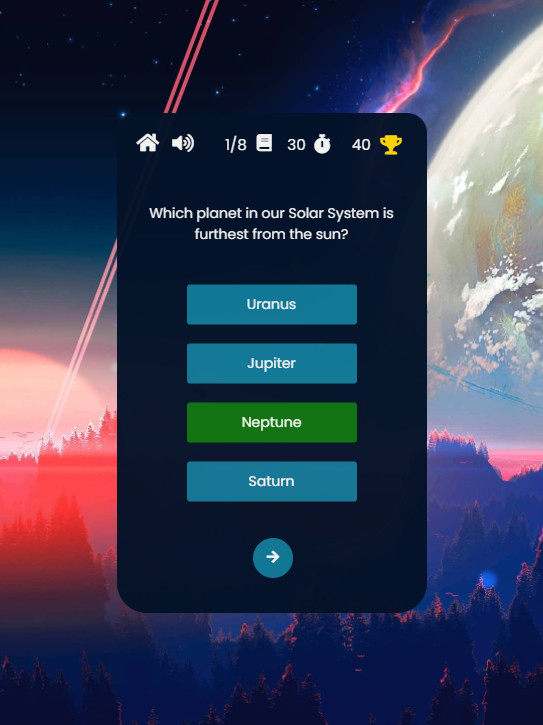 1/8 30 40
Which planet in our Solar System is
furthest from the sun?
Uranus
Jupiter
Neptune
Saturn